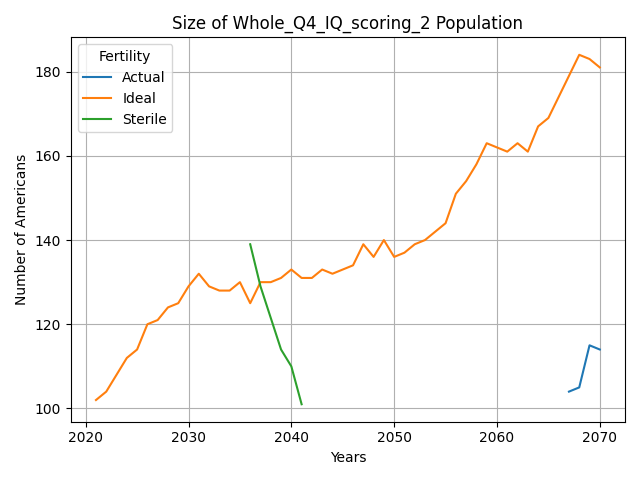 Size of Whole_Q4_IQ_scoring_2 Population
Fertility
Actual
Ideal
Sterile
Number of Americans
180
160
140
120
100
2020 2030 2040 2050 2060 2070
Years